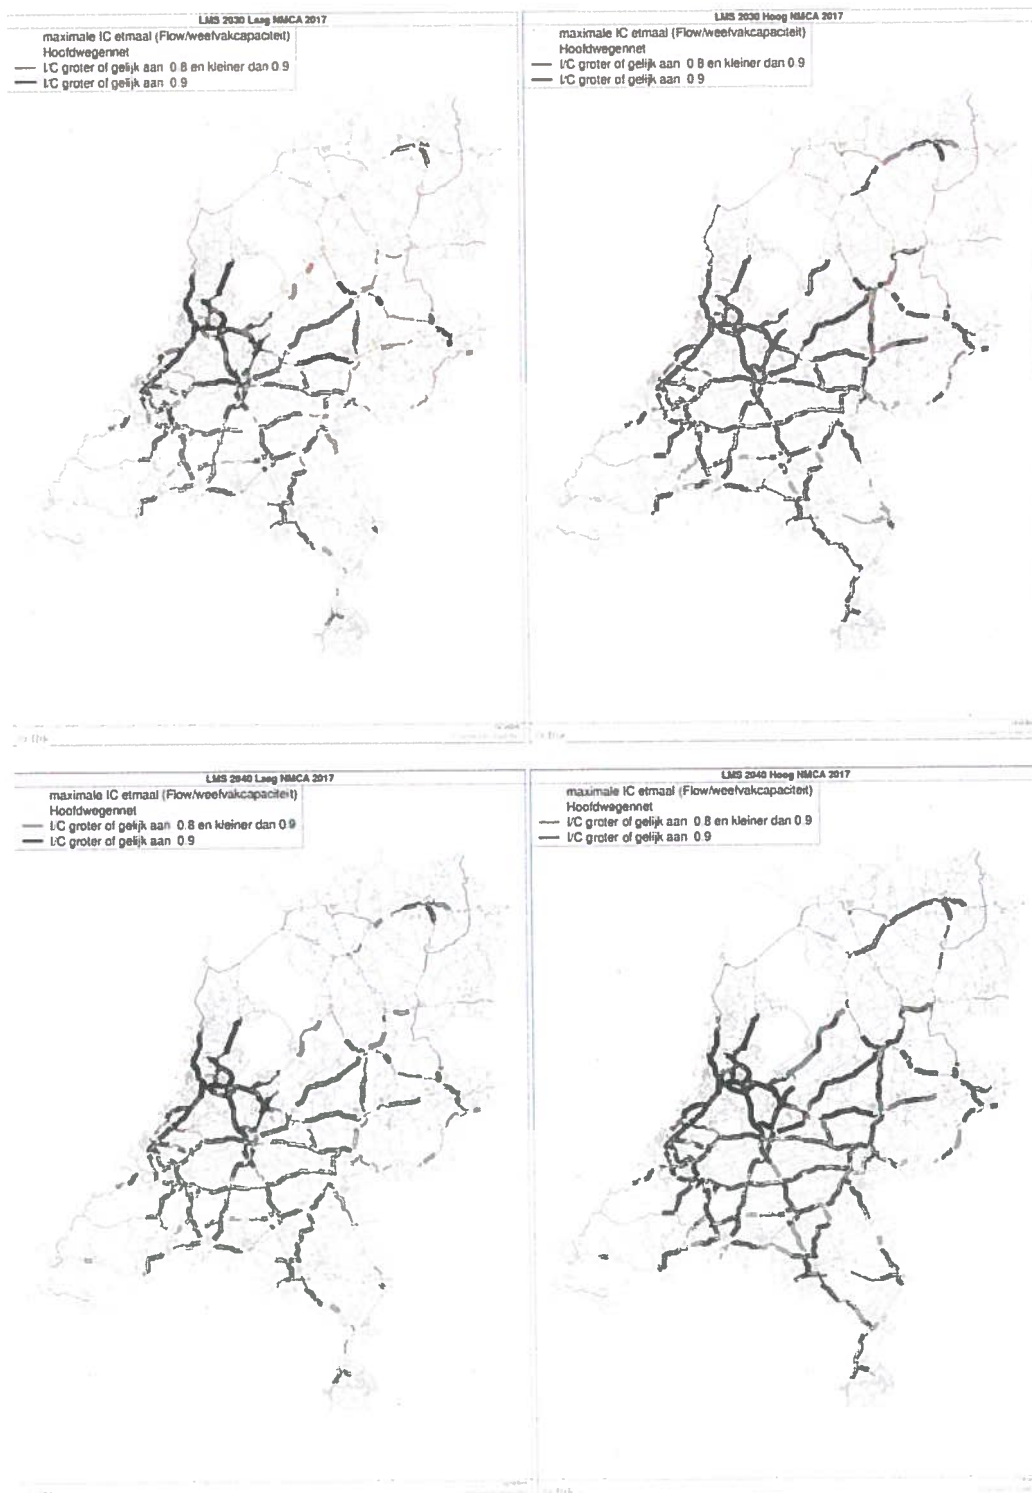 LMS 2030 Laag NMCA 2017
maximale IC etmaal (Flow/weefvakcapaciteit)
Hoofdwegennet
I/C groter of gelijk aan 0.8 en kleiner dan 0.9
I/C groter of gelijk aan 0.9
LMS 2030 Hoog NMCA 2017
maximale IC etmaal (Flow/weefvakcapaciteit)
Hoofdwegennet
I/C groter of gelijk aan 0.8 en kleiner dan 0.9
I/C groter of gelijk aan 0.9
LMS 2040 Laag NMCA 2017
maximale IC etmaal (Flow/weefvakcapaciteit)
Hoofdwegennet
I/C groter of gelijk aan 0.8 en kleiner dan 0.9
I/C groter of gelijk aan 0.9
LMS 2040 Hoog NMCA 2017
maximale IC etmaal (Flow/weefvakcapaciteit)
Hoofdwegennet
I/C groter of gelijk aan 0.8 en kleiner dan 0.9
I/C groter of gelijk aan 0.9